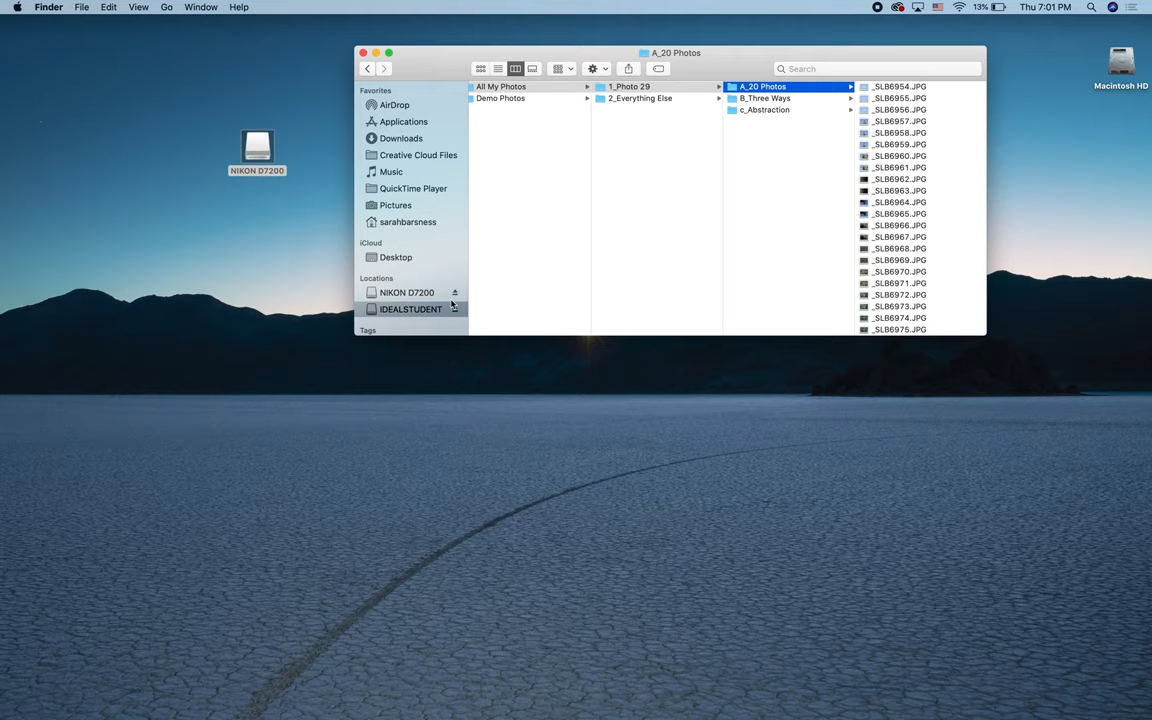 Finder File Edit View Go Window Help 13% Thu 7:01 PM
A_20 Photos
Search
Macintosh HD
NIKON D7200
Favorites
AirDrop
Applications
Downloads
Creative Cloud Files
Music
QuickTime Player
Pictures
sarahbarsness
iCloud
Desktop
Locations
NIKON D7200
IDEALSTUDENT
Tags
All My Photos
Demo Photos
1_Photo 29
2_Everything Else
A_20 Photos
B_Three Ways
c_Abstraction
_SLB6954.JPG
_SLB6955.JPG
_SLB6956.JPG
_SLB6957.JPG
_SLB6958.JPG
_SLB6959.JPG
_SLB6960.JPG
_SLB6961.JPG
_SLB6962.JPG
_SLB6963.JPG
_SLB6964.JPG
_SLB6965.JPG
_SLB6966.JPG
_SLB6967.JPG
_SLB6968.JPG
_SLB6969.JPG
_SLB6970.JPG
_SLB6971.JPG
_SLB6972.JPG
_SLB6973.JPG
_SLB6974.JPG
_SLB6975.JPG